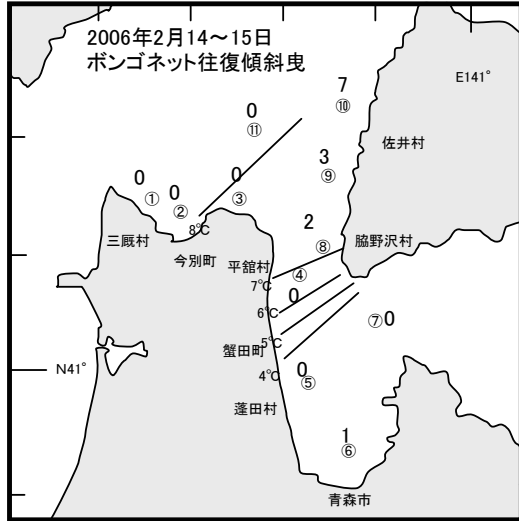 2006年2月14～15日
ボンゴネット往復傾斜曳
E141°
7
⑩
0
⑪
佐井村
3
⑨
0
①
0
②
0
③
三厩村
8℃
今別町
2
⑧
脇野沢村
平舘村
④
7℃
0
6℃
⑦0
5℃
蟹田町
N41°
4℃
0
⑤
蓬田村
1
⑥
青森市